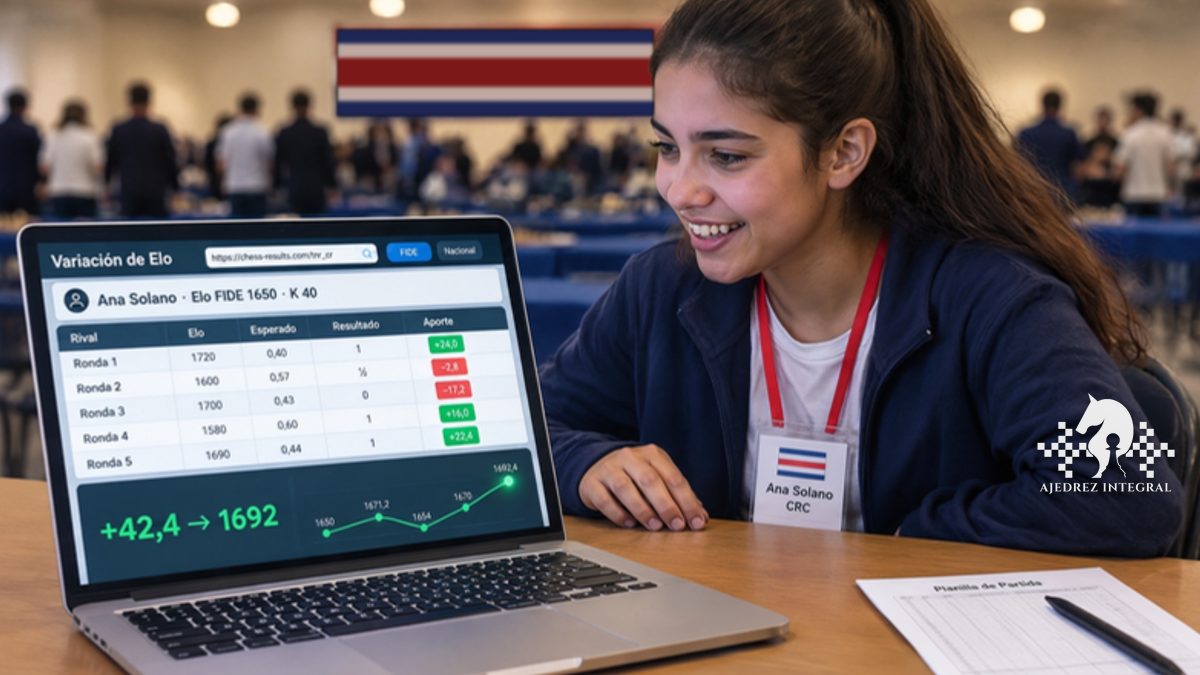 Variación de Elo
https://chess-results.com/tnr_cr
FIDE
Nacional
Ana Solano · Elo FIDE 1650 · K 40
Rival Elo Esperado Resultado Aporte
Ronda 1 1720 0,40 1 +24,0
Ronda 2 1600 0,57 ½ -2,8
Ronda 3 1700 0,43 0 -17,2
Ronda 4 1580 0,60 1 +16,0
Ronda 5 1690 0,44 1 +22,4
+42,4 → 1692
1650 1671,2 1654 1670 1692,4
Ana Solano
CRC
AJEDREZ INTEGRAL
Planilla de Partida